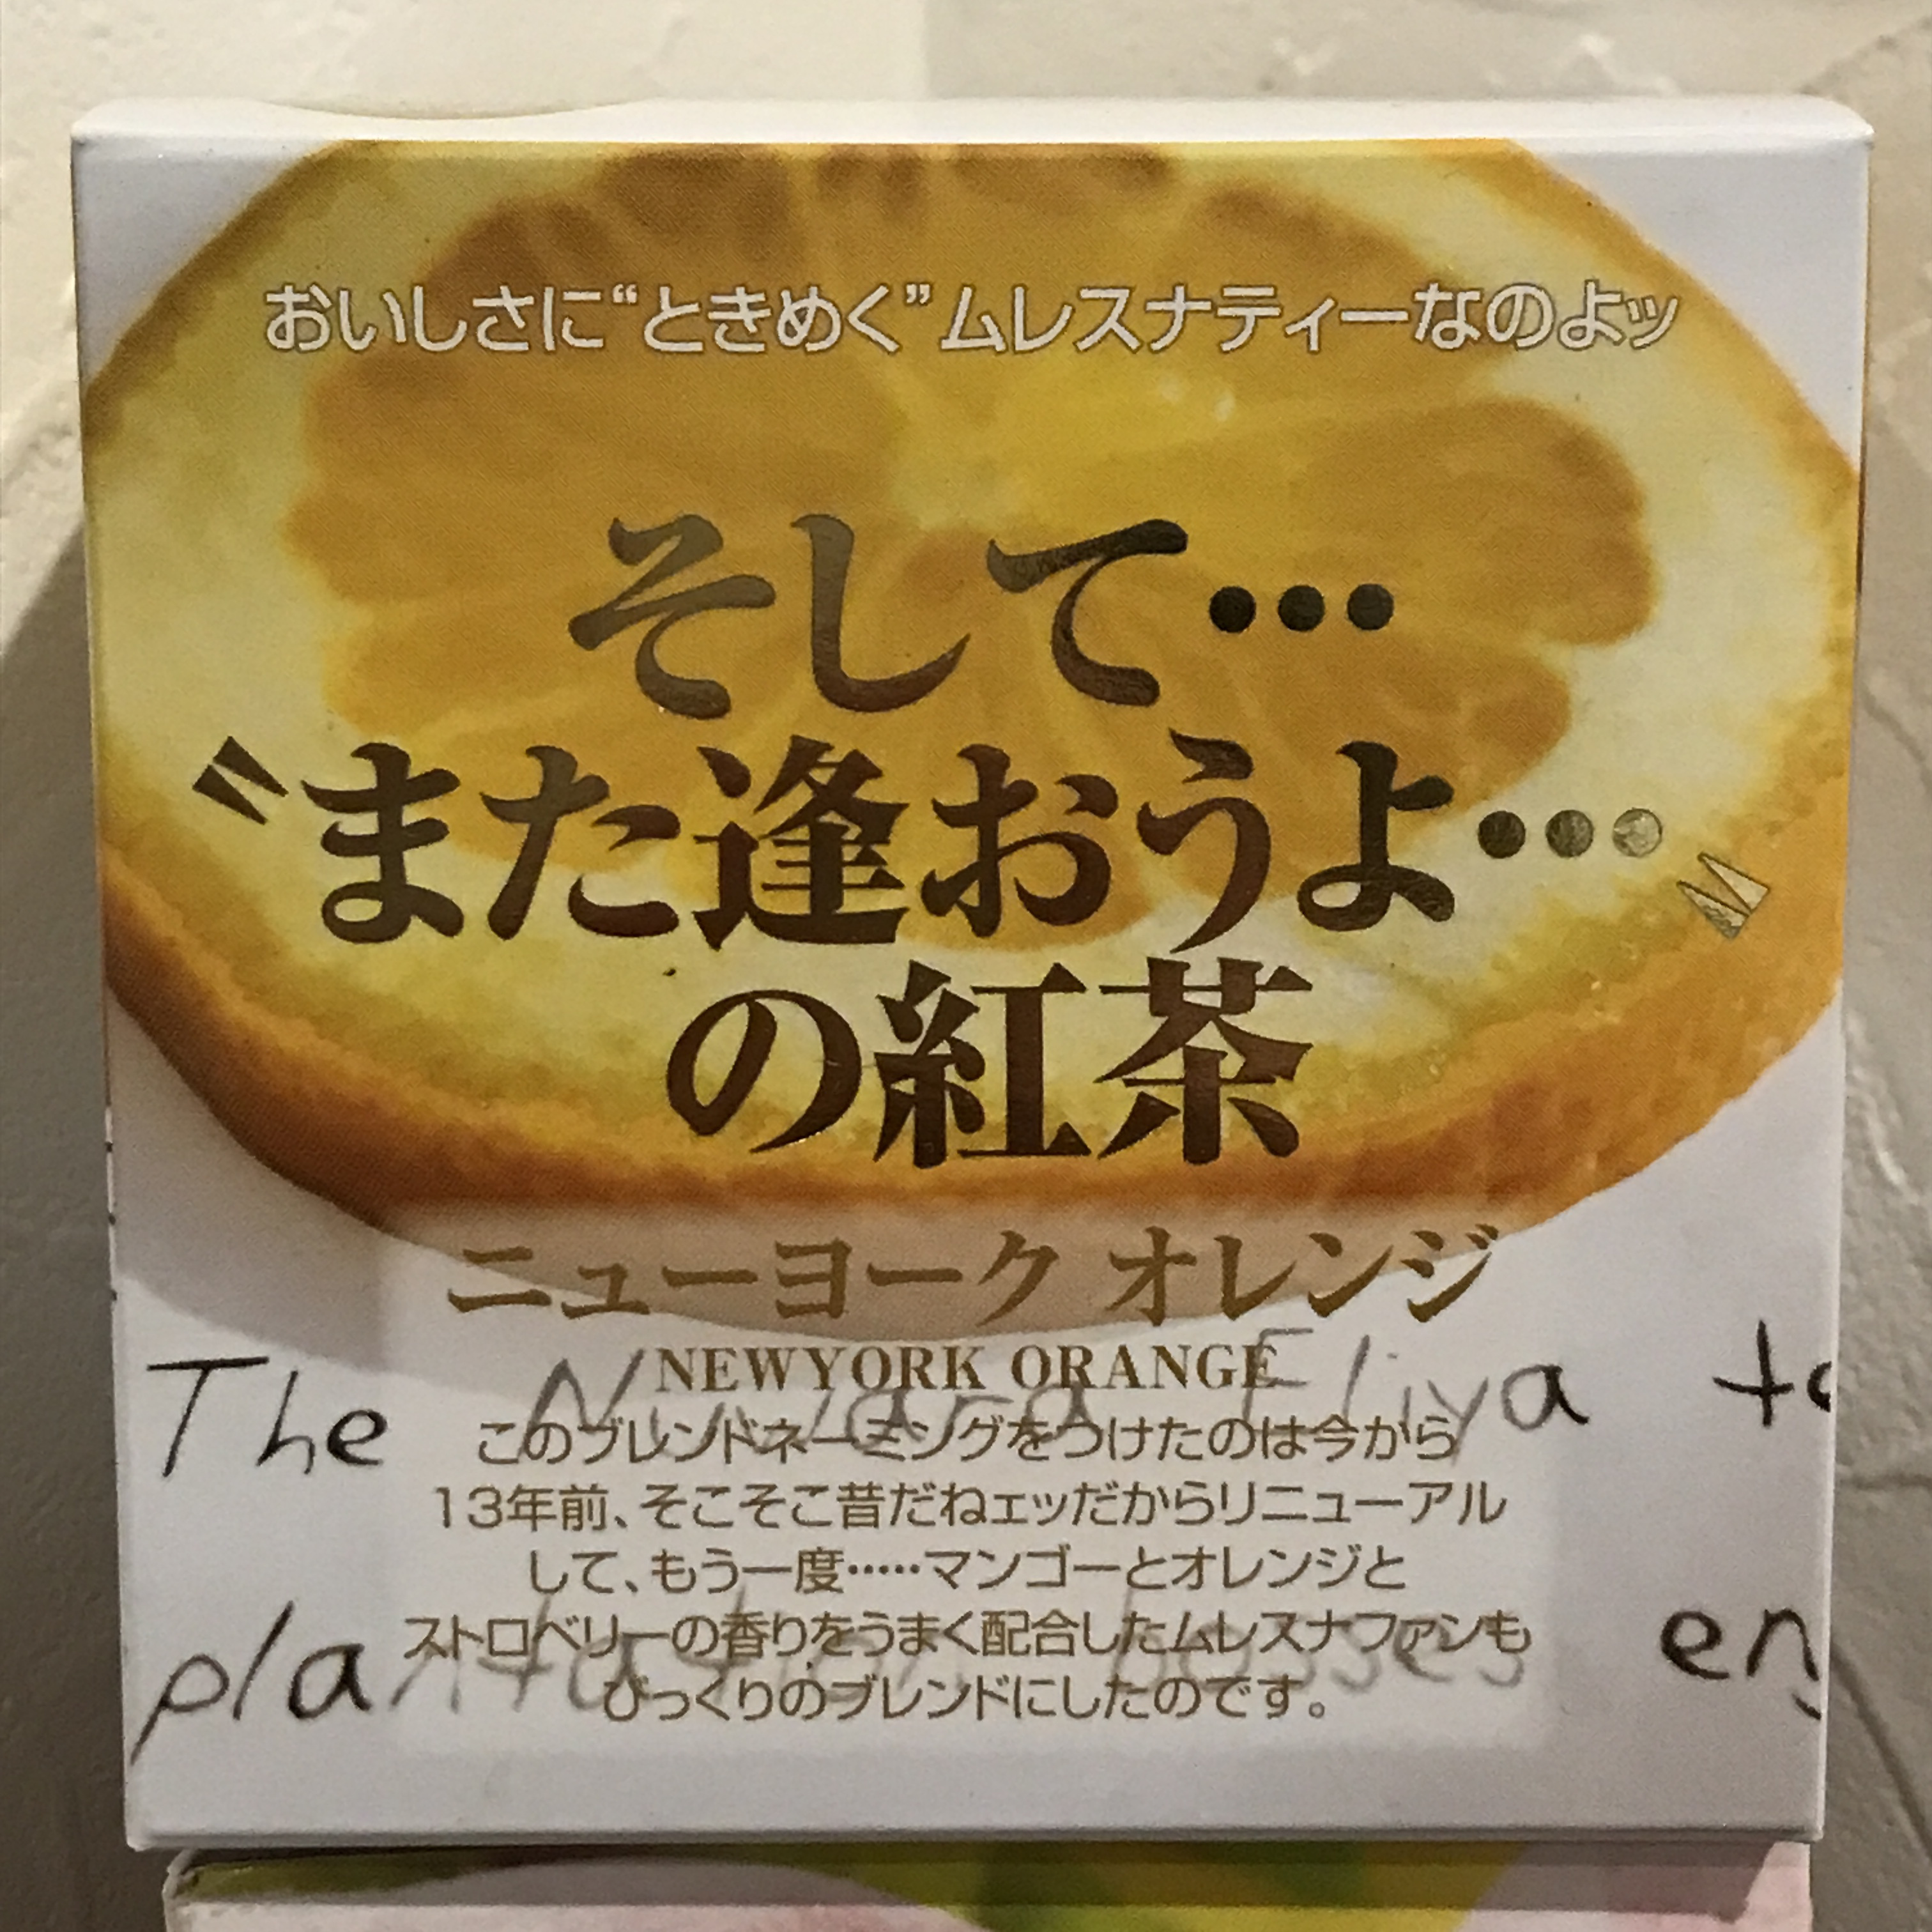 おいしさに“ときめく”ムレスナティーなのよッ
そして…
〝また逢おうよ…〟
の紅茶
ニューヨーク オレンジ
NEWYORK ORANGE
The Nuwara Eliya
このブレンドネーミングをつけたのは今から
13年前、そこそこ昔だねェッだからリニューアル
して、もう一度……マンゴーとオレンジと
ストロベリーの香りをうまく配合したムレスナファンも
plantation bosses
びっくりのブレンドにしたのです。